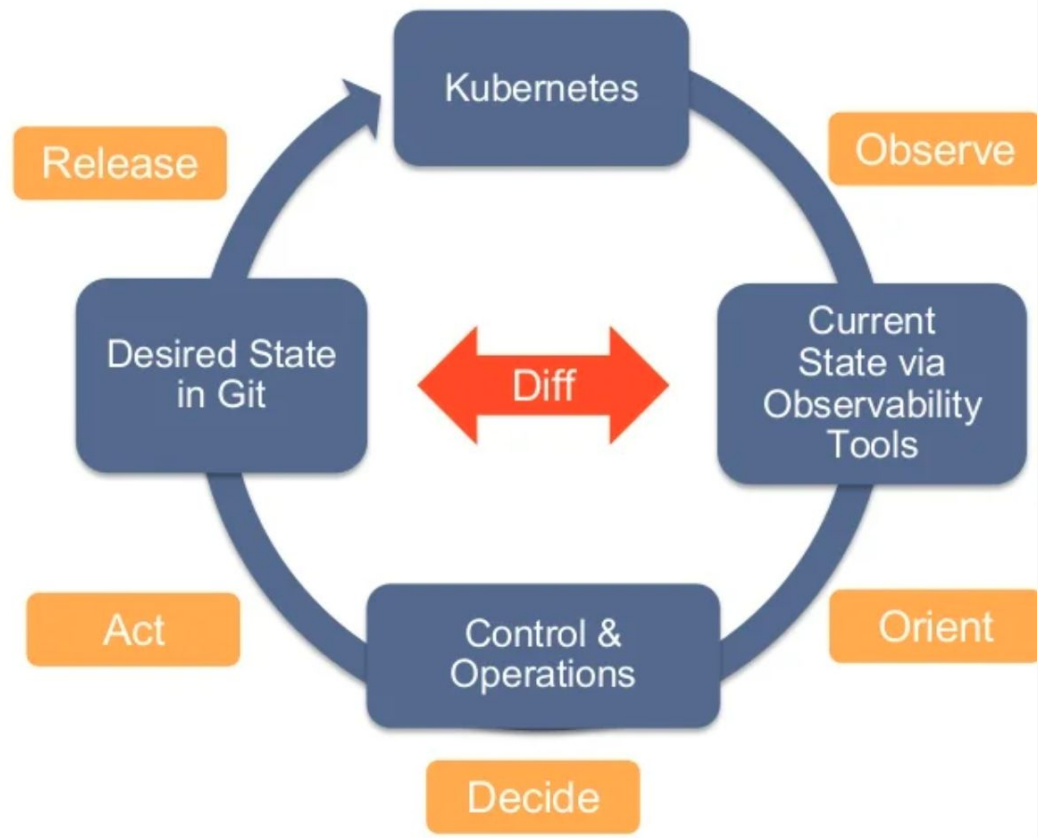 Kubernetes
Release
Observe
Desired State
in Git
Diff
Current
State via
Observability
Tools
Act
Control &
Operations
Orient
Decide